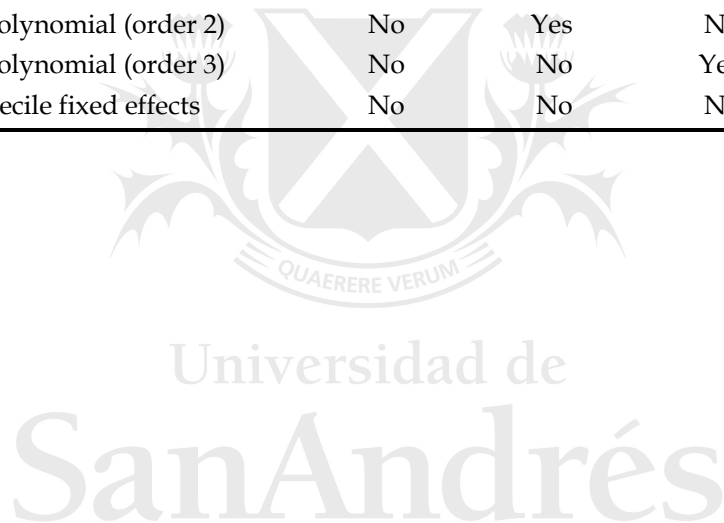 olynomial (order 2) No Yes N
olynomial (order 3) No No Ye
ecile fixed effects No No N
QUAERERE VERUM
Universidad de
SanAndrés